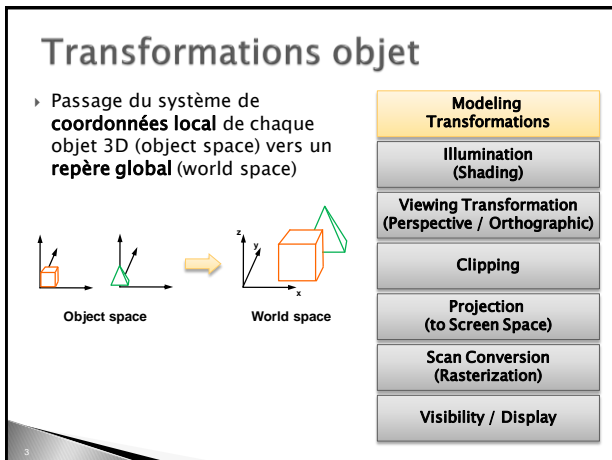 Transformations objet
Passage du système de
coordonnées local de chaque
objet 3D (object space) vers un
repère global (world space)
z
y
x
Object space
World space
Modeling
Transformations
Illumination
(Shading)
Viewing Transformation
(Perspective / Orthographic)
Clipping
Projection
(to Screen Space)
Scan Conversion
(Rasterization)
Visibility / Display
3